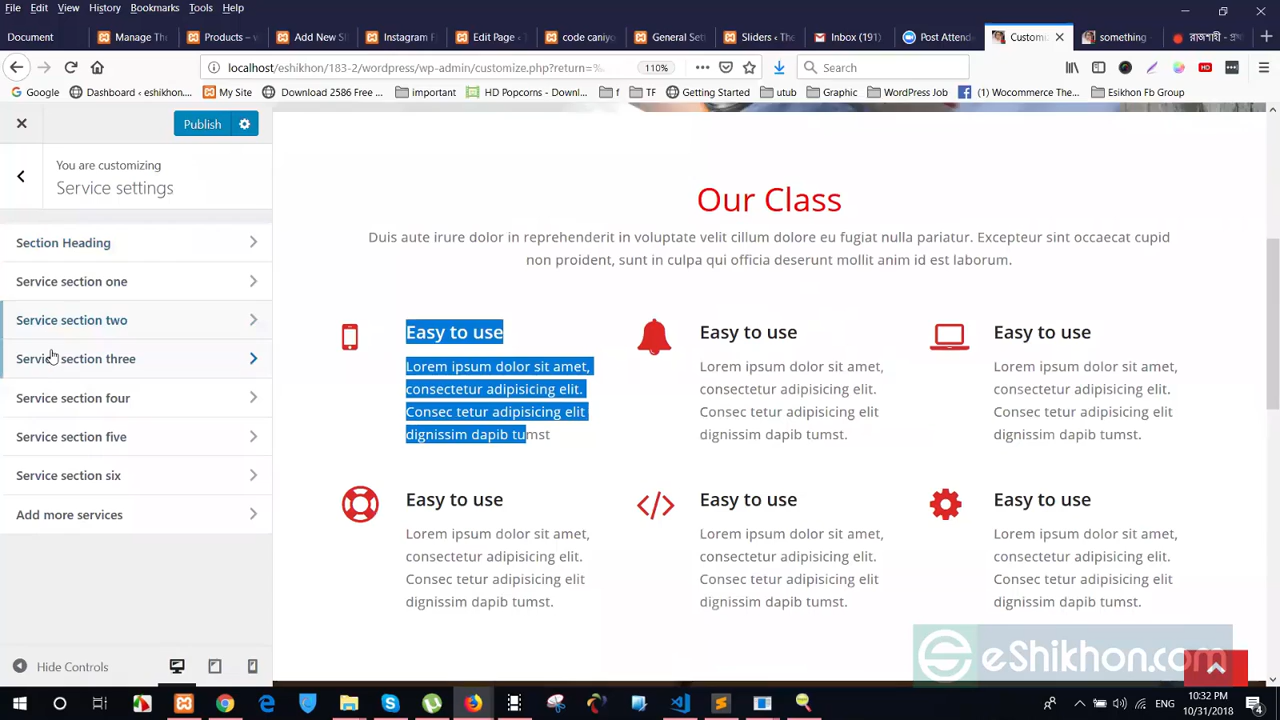 File Edit View History Bookmarks Tools Help
Document Manage The Products – w Add New S Instagram F Edit Page ‹ code caniyo General Set Sliders ‹ The Inbox (191) Post Attend Customiz something রাজশাহী - প্রথ
localhost/eshikhon/183-2/wordpress/wp-admin/customize.php?return=% 110% Search
Google Dashboard ‹ eshikhon... My Site Download 2586 Free ... important HD Popcorns - Downl... f TF Getting Started utub Graphic WordPress Job (1) Wocommerce The... Esikhon Fb Group
Publish
You are customizing
Service settings
Section Heading
Service section one
Service section two
Service section three
Service section four
Service section five
Service section six
Add more services
Hide Controls
Our Class
Duis aute irure dolor in reprehenderit in voluptate velit cillum dolore eu fugiat nulla pariatur. Excepteur sint occaecat cupid
non proident, sunt in culpa qui officia deserunt mollit anim id est laborum.
Easy to use
Lorem ipsum dolor sit amet,
consectetur adipisicing elit.
Consec tetur adipisicing elit
dignissim dapib tumst
Easy to use
Lorem ipsum dolor sit amet,
consectetur adipisicing elit.
Consec tetur adipisicing elit
dignissim dapib tumst.
Easy to use
Lorem ipsum dolor sit amet,
consectetur adipisicing elit.
Consec tetur adipisicing elit
dignissim dapib tumst.
Easy to use
Lorem ipsum dolor sit amet,
consectetur adipisicing elit.
Consec tetur adipisicing elit
dignissim dapib tumst.
Easy to use
Lorem ipsum dolor sit amet,
consectetur adipisicing elit.
Consec tetur adipisicing elit
dignissim dapib tumst.
Easy to use
Lorem ipsum dolor sit amet,
consectetur adipisicing elit.
Consec tetur adipisicing elit
dignissim dapib tumst.
eShikhon.com
ENG
10:32 PM
10/31/2018
4